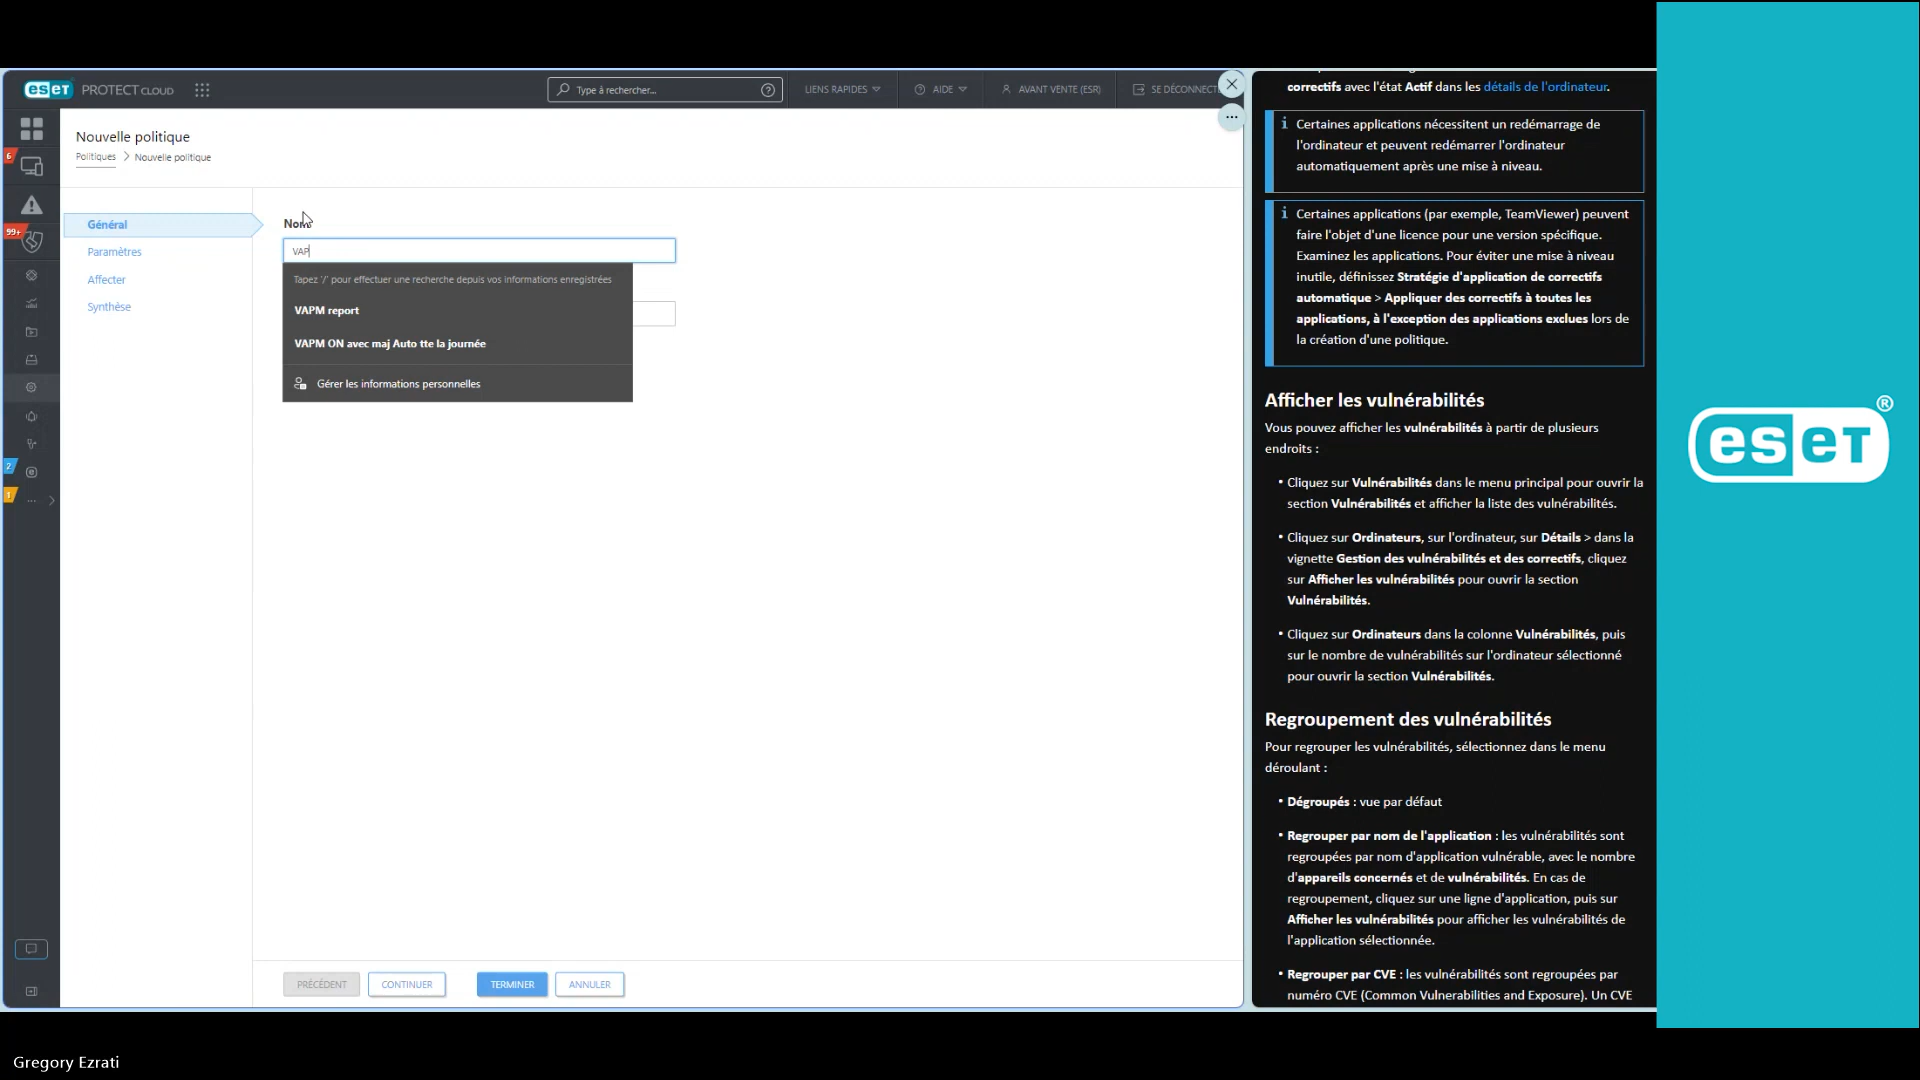 eseT PROTECT CLOUD
Type à rechercher...
LIENS RAPIDES
AIDE
AVANT VENTE (ESR)
SE DÉCONNECT
Nouvelle politique
Politiques
Nouvelle politique
6
99+
2
1
Général
Paramètres
Affecter
Synthèse
Nom
VAP
Tapez '/' pour effectuer une recherche depuis vos informations enregistrées
VAPM report
VAPM ON avec maj Auto tte la journée
Gérer les informations personnelles
PRÉCÉDENT
CONTINUER
TERMINER
ANNULER
correctifs avec l'état Actif dans les détails de l'ordinateur.
Certaines applications nécessitent un redémarrage de
l'ordinateur et peuvent redémarrer l'ordinateur
automatiquement après une mise à niveau.
Certaines applications (par exemple, TeamViewer) peuvent
faire l'objet d'une licence pour une version spécifique.
Examinez les applications. Pour éviter une mise à niveau
inutile, définissez Stratégie d'application de correctifs
automatique > Appliquer des correctifs à toutes les
applications, à l'exception des applications exclues lors de
la création d'une politique.
Afficher les vulnérabilités
Vous pouvez afficher les vulnérabilités à partir de plusieurs
endroits :
• Cliquez sur Vulnérabilités dans le menu principal pour ouvrir la
section Vulnérabilités et afficher la liste des vulnérabilités.
• Cliquez sur Ordinateurs, sur l'ordinateur, sur Détails > dans la
vignette Gestion des vulnérabilités et des correctifs, cliquez
sur Afficher les vulnérabilités pour ouvrir la section
Vulnérabilités.
• Cliquez sur Ordinateurs dans la colonne Vulnérabilités, puis
sur le nombre de vulnérabilités sur l'ordinateur sélectionné
pour ouvrir la section Vulnérabilités.
Regroupement des vulnérabilités
Pour regrouper les vulnérabilités, sélectionnez dans le menu
déroulant :
• Dégroupés : vue par défaut
• Regrouper par nom de l'application : les vulnérabilités sont
regroupées par nom d'application vulnérable, avec le nombre
d'appareils concernés et de vulnérabilités. En cas de
regroupement, cliquez sur une ligne d'application, puis sur
Afficher les vulnérabilités pour afficher les vulnérabilités de
l'application sélectionnée.
• Regrouper par CVE : les vulnérabilités sont regroupées par
numéro CVE (Common Vulnerabilities and Exposure). Un CVE
eseT®
Gregory Ezrati